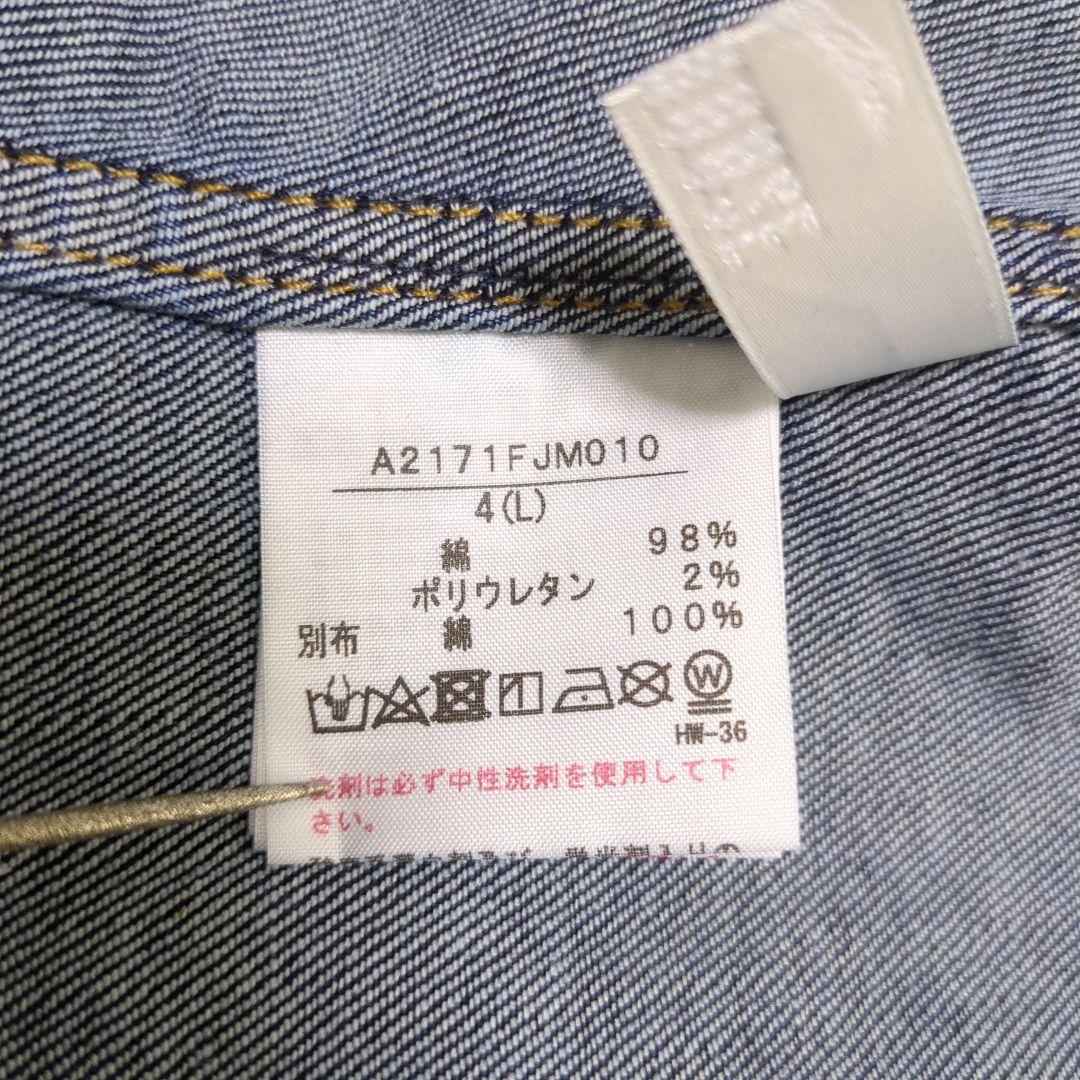 A2171FJM010
4(L)
綿 98%
ポリウレタン 2%
別布 綿 100%
W
HW-36
洗剤は必ず中性洗剤を使用して下
さい。